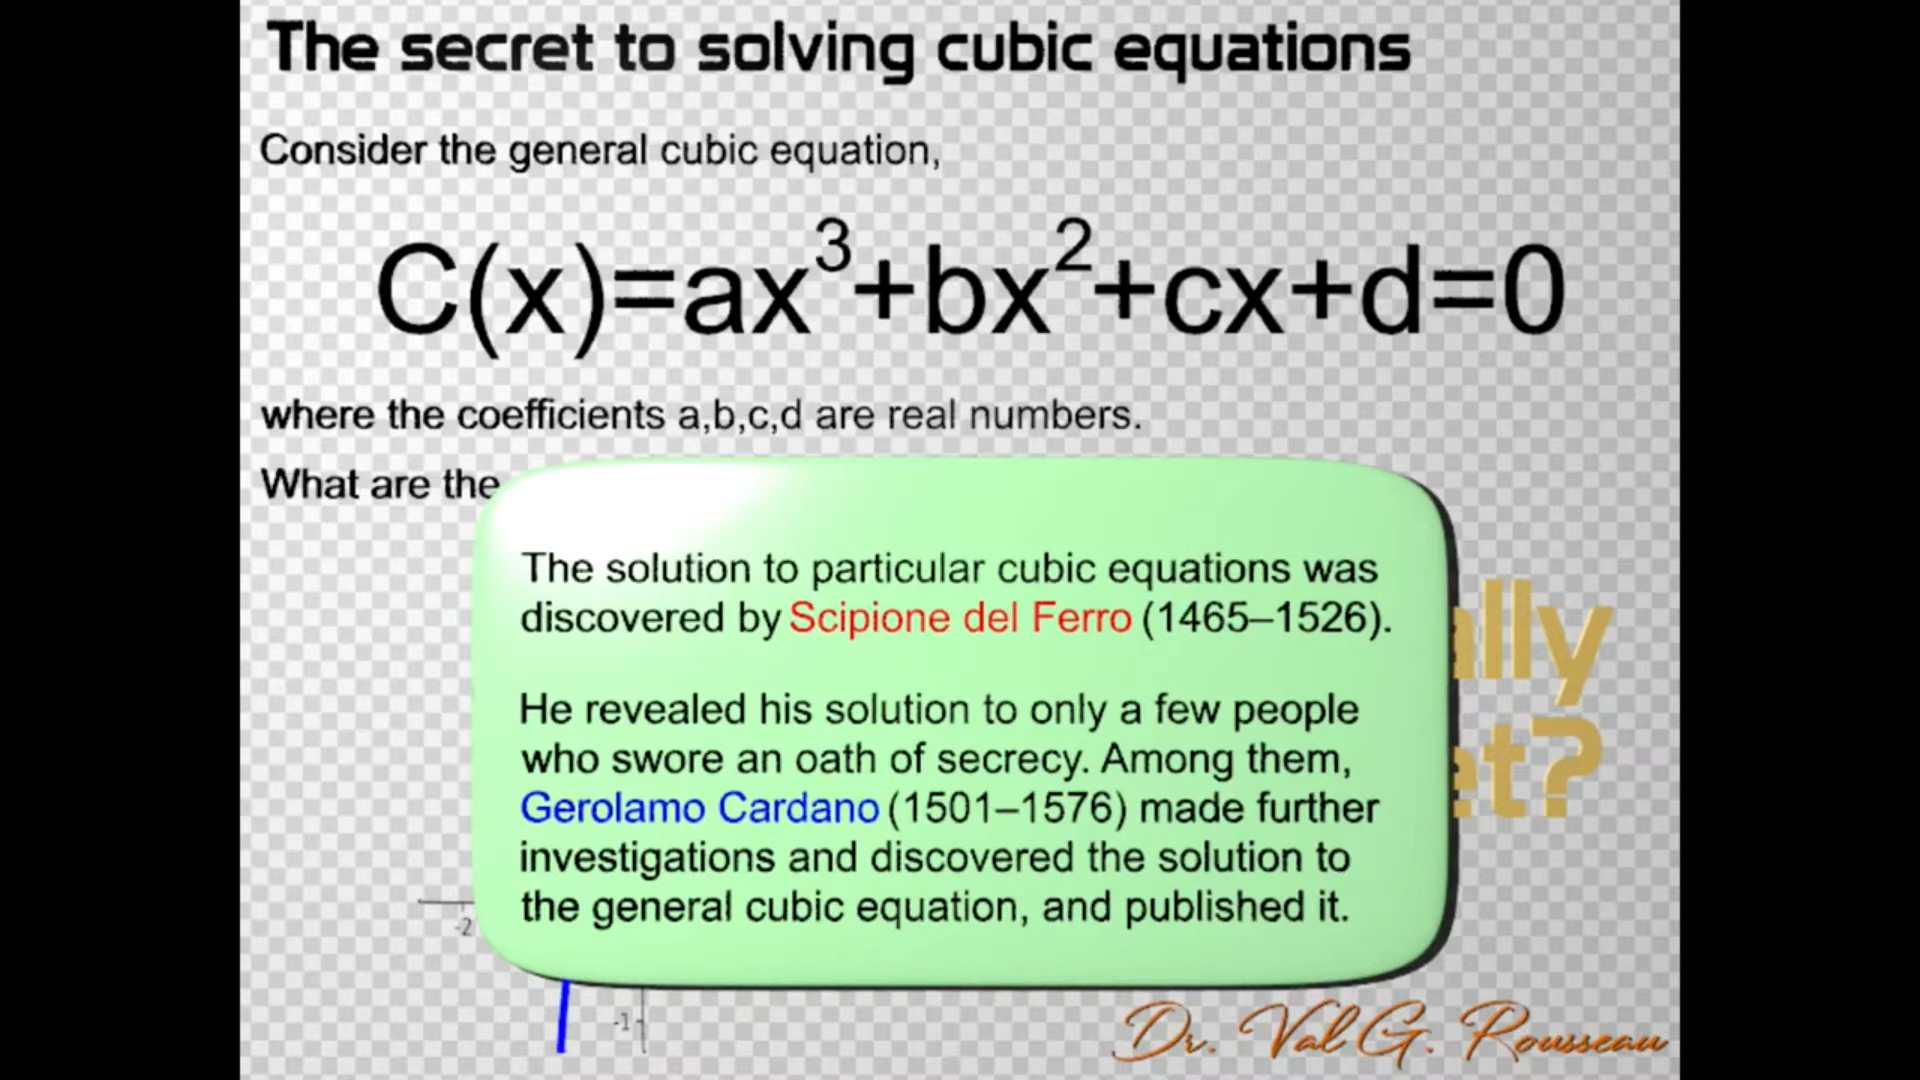 The secret to solving cubic equations
Consider the general cubic equation,
C(x)=ax³+bx²+cx+d=0
where the coefficients a,b,c,d are real numbers.
What are the
The solution to particular cubic equations was
discovered by Scipione del Ferro (1465–1526).
He revealed his solution to only a few people
who swore an oath of secrecy. Among them,
Gerolamo Cardano (1501–1576) made further
investigations and discovered the solution to
the general cubic equation, and published it.
-2
-1
Dr. Val G. Rousseau